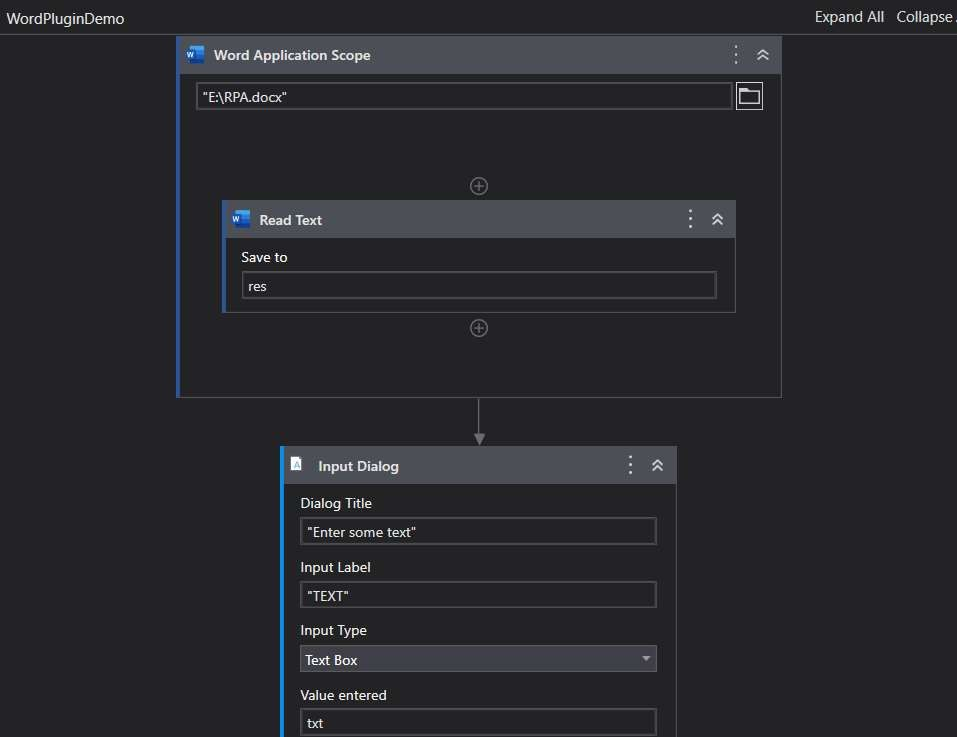 WordPluginDemo
Expand All Collapse
Word Application Scope
"E:\RPA.docx"
Read Text
Save to
res
Input Dialog
Dialog Title
"Enter some text"
Input Label
"TEXT"
Input Type
Text Box
Value entered
txt